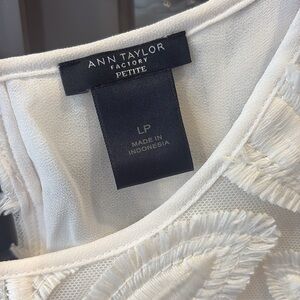 ANN TAYLOR
FACTORY
PETITE
LP
MADE IN
INDONESIA